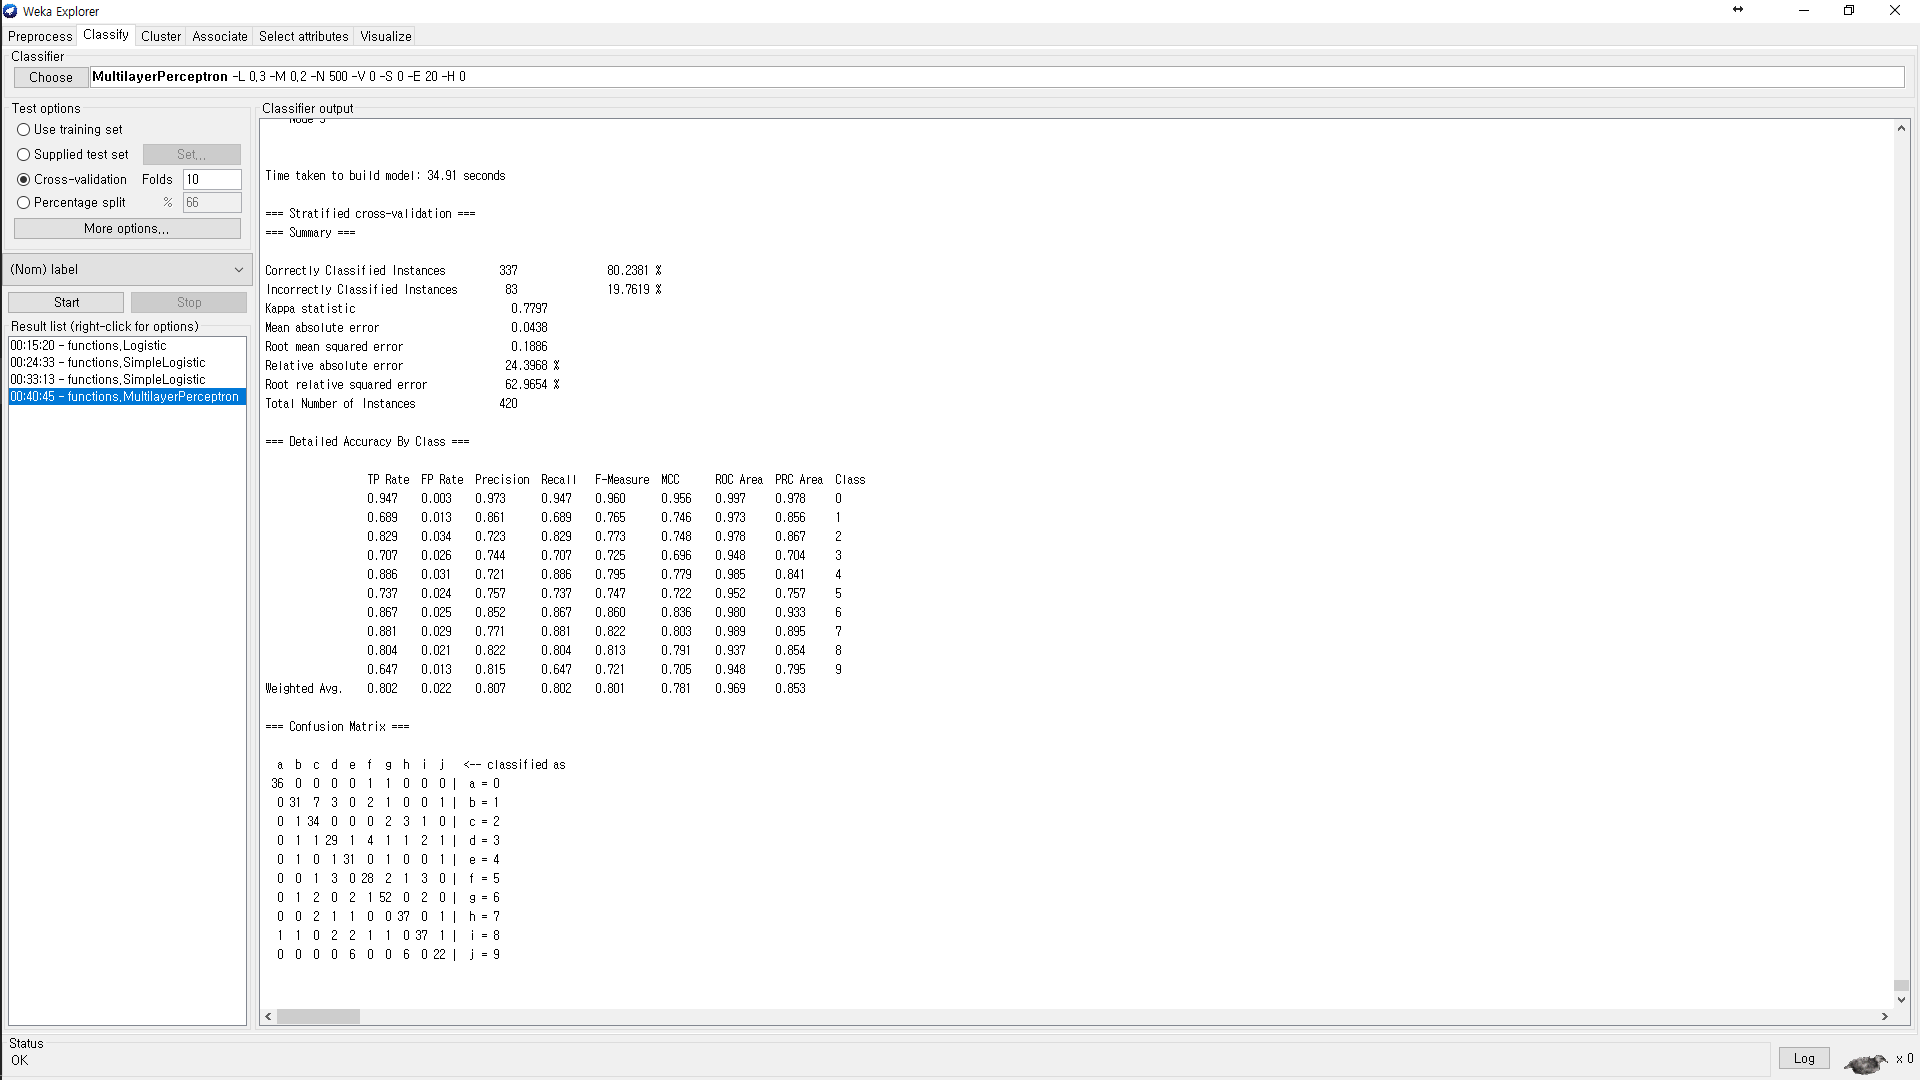 Weka Explorer
Preprocess Classify Cluster Associate Select attributes Visualize
Classifier
Choose MultilayerPerceptron -L 0,3 -M 0,2 -N 500 -V 0 -S 0 -E 20 -H 0
Test options
Use training set
Supplied test set Set...
Cross-validation Folds 10
Percentage split % 66
More options...
(Nom) label
Start Stop
Result list (right-click for options)
00:15:20 - functions,Logistic
00:24:33 - functions,SimpleLogistic
00:33:13 - functions,SimpleLogistic
00:40:45 - functions,MultilayerPerceptron
Classifier output
Time taken to build model: 34.91 seconds
=== Stratified cross-validation ===
=== Summary ===
Correctly Classified Instances 337 80.2381 %
Incorrectly Classified Instances 83 19.7619 %
Kappa statistic 0.7797
Mean absolute error 0.0438
Root mean squared error 0.1886
Relative absolute error 24.3968 %
Root relative squared error 62.9654 %
Total Number of Instances 420
=== Detailed Accuracy By Class ===
TP Rate FP Rate Precision Recall F-Measure MCC ROC Area PRC Area Class
0.947 0.003 0.973 0.947 0.960 0.956 0.997 0.978 0
0.689 0.013 0.861 0.689 0.765 0.746 0.973 0.856 1
0.829 0.034 0.723 0.829 0.773 0.748 0.978 0.867 2
0.707 0.026 0.744 0.707 0.725 0.696 0.948 0.704 3
0.886 0.031 0.721 0.886 0.795 0.779 0.985 0.841 4
0.737 0.024 0.757 0.737 0.747 0.722 0.952 0.757 5
0.867 0.025 0.852 0.867 0.860 0.836 0.980 0.933 6
0.881 0.029 0.771 0.881 0.822 0.803 0.989 0.895 7
0.804 0.021 0.822 0.804 0.813 0.791 0.937 0.854 8
0.647 0.013 0.815 0.647 0.721 0.705 0.948 0.795 9
Weighted Avg. 0.802 0.022 0.807 0.802 0.801 0.781 0.969 0.853
=== Confusion Matrix ===
a b c d e f g h i j <-- classified as
36 0 0 0 0 1 1 0 0 0 | a = 0
0 31 7 3 0 2 1 0 0 1 | b = 1
0 1 34 0 0 0 2 3 1 0 | c = 2
0 1 1 29 1 4 1 1 2 1 | d = 3
0 1 0 1 31 0 1 0 0 1 | e = 4
0 0 1 3 0 28 2 1 3 0 | f = 5
0 1 2 0 2 1 52 0 2 0 | g = 6
0 0 2 1 1 0 0 37 0 1 | h = 7
1 1 0 2 2 1 1 0 37 1 | i = 8
0 0 0 0 6 0 0 6 0 22 | j = 9
Status
OK
Log x 0